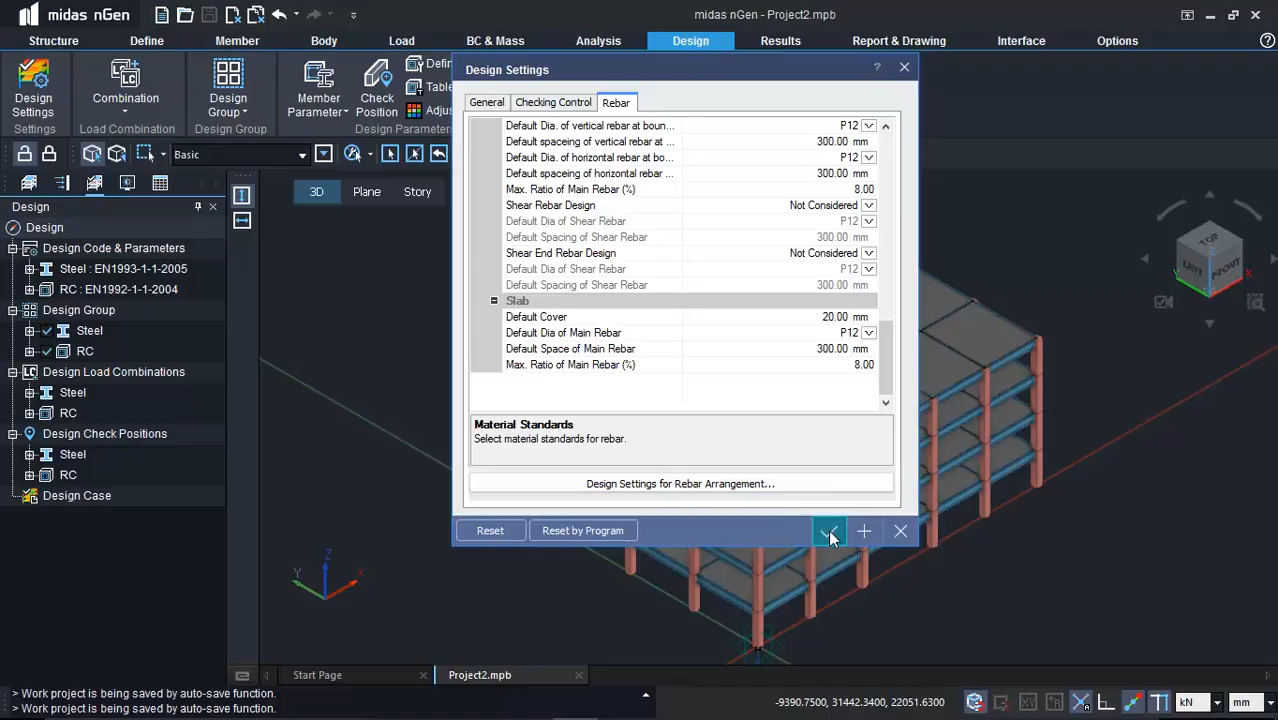 midas nGen
midas nGen - Project2.mpb
Structure Define Member Body Load BC & Mass Analysis Design Results Report & Drawing Interface Options
Design Settings
Combination
Design Group
Member Parameter
Check Position
Defin
Table
Adjus
Settings
Load Combination
Design Group
Design Parameters
Basic
3D Plane Story
Design
Design
Design Code & Parameters
Steel : EN1993-1-1-2005
RC : EN1992-1-1-2004
Design Group
Steel
RC
Design Load Combinations
Steel
RC
Design Check Positions
Steel
RC
Design Case
Design Settings
General Checking Control Rebar
Default Dia. of vertical rebar at boun... P12
Default spaceing of vertical rebar at ... 300.00 mm
Default Dia. of horizontal rebar at bo... P12
Default spaceing of horizontal rebar ... 300.00 mm
Max. Ratio of Main Rebar (%) 8.00
Shear Rebar Design Not Considered
Default Dia of Shear Rebar P12
Default Spacing of Shear Rebar 300.00 mm
Shear End Rebar Design Not Considered
Default Dia of Shear Rebar P12
Default Spacing of Shear Rebar 300.00 mm
Slab
Default Cover 20.00 mm
Default Dia of Main Rebar P12
Default Space of Main Rebar 300.00 mm
Max. Ratio of Main Rebar (%) 8.00
Material Standards
Select material standards for rebar.
Design Settings for Rebar Arrangement...
Reset Reset by Program
TOP
LEFT FRONT
Z
Y X
Z
Y X
Start Page Project2.mpb
> Work project is being saved by auto-save function.
> Work project is being saved by auto-save function.
-9390.7500, 31442.3400, 22051.6300 kN mm